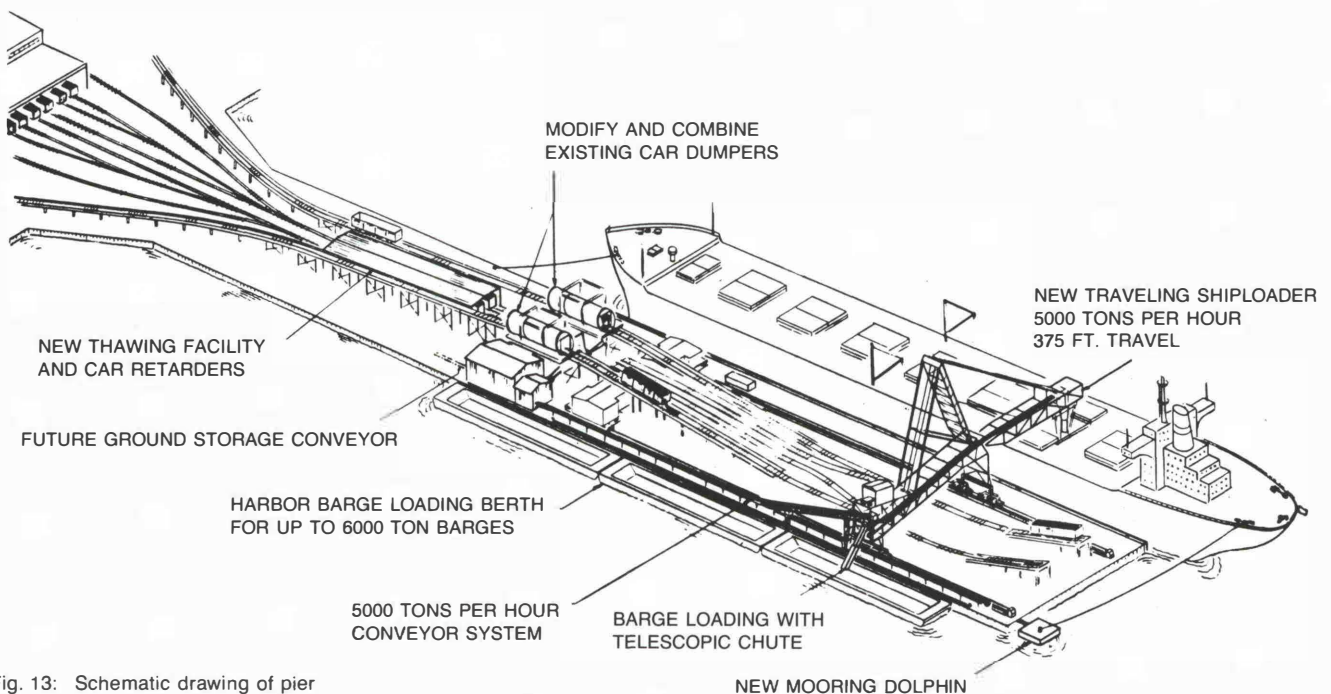 MODIFY AND COMBINE
EXISTING CAR DUMPERS
NEW TRAVELING SHIPLOADER
5000 TONS PER HOUR
375 FT. TRAVEL
NEW THAWING FACILITY
AND CAR RETARDERS
FUTURE GROUND STORAGE CONVEYOR
HARBOR BARGE LOADING BERTH
FOR UP TO 6000 TON BARGES
5000 TONS PER HOUR
CONVEYOR SYSTEM
BARGE LOADING WITH
TELESCOPIC CHUTE
NEW MOORING DOLPHIN
ig. 13: Schematic drawing of pier